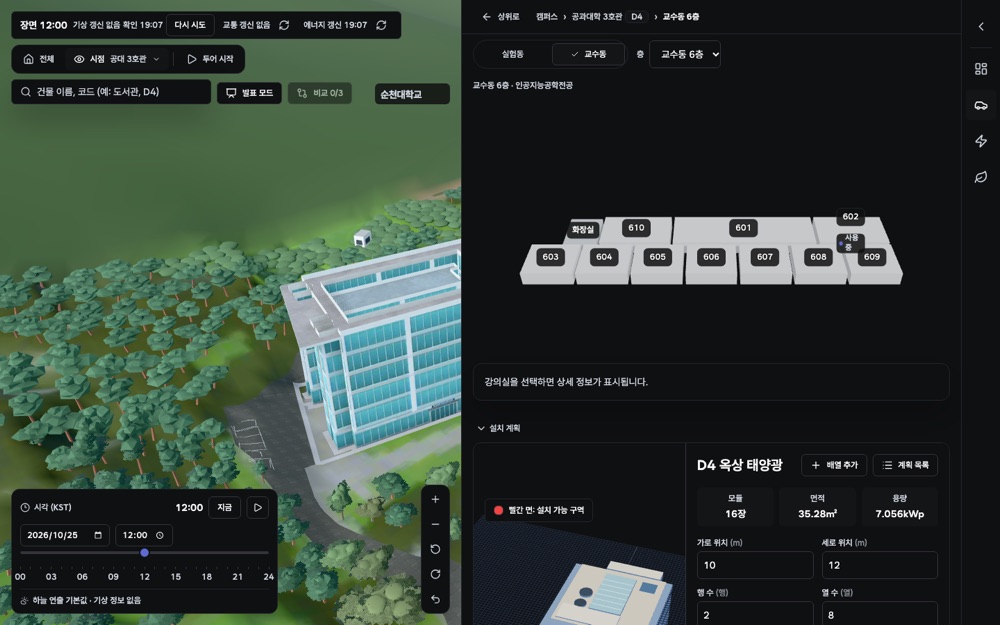 장면 12:00 기상 갱신 없음 확인 19:07 다시 시도 교통 갱신 없음 에너지 갱신 19:07
전체 시점 공대 3호관 투어 시작
건물 이름, 코드 (예: 도서관, D4) 발표 모드 비교 0/3 순천대학교
시각 (KST) 12:00 지금
2026/10/25 12:00
00 03 06 09 12 15 18 21 24
하늘 연출 기본값 · 기상 정보 없음
상위로 캠퍼스 › 공과대학 3호관 D4 › 교수동 6층
실험동 교수동 층 교수동 6층
교수동 6층 · 인공지능공학전공
602
화장실 610 601
사용
중
603 604 605 606 607 608 609
강의실을 선택하면 상세 정보가 표시됩니다.
설치 계획
빨간 면: 설치 가능 구역
D4 옥상 태양광 배열 추가 계획 목록
모듈 면적 용량
16장 35.28m² 7.056kWp
가로 위치 (m) 세로 위치 (m)
10 12
행 수 (행) 열 수 (열)
2 8